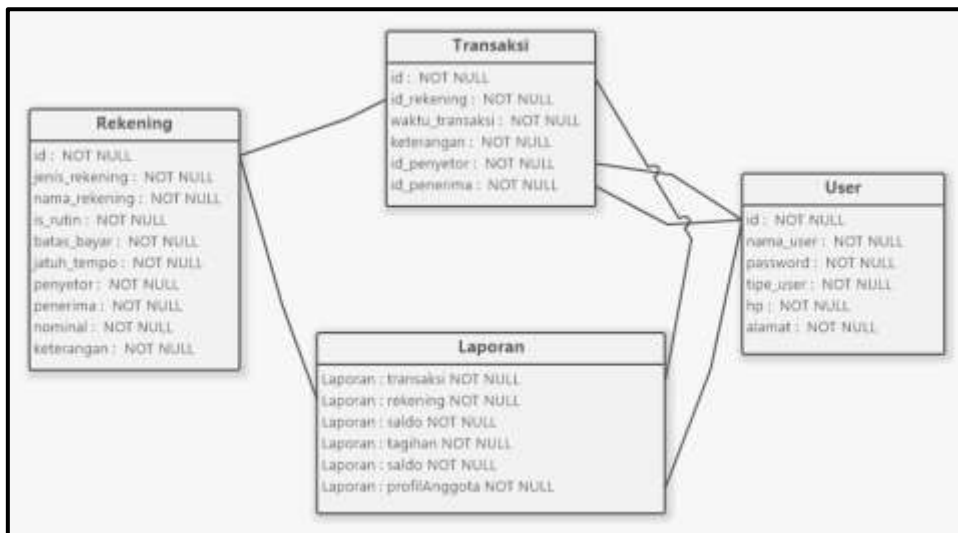 Transaksi
id : NOT NULL
id_rekening : NOT NULL
waktu_transaksi : NOT NULL
keterangan : NOT NULL
id_penyetor : NOT NULL
id_penerima : NOT NULL
Rekening
id : NOT NULL
jenis_rekening : NOT NULL
nama_rekening : NOT NULL
is_rutin : NOT NULL
batas_bayar : NOT NULL
jatuh_tempo : NOT NULL
penyetor : NOT NULL
penerima : NOT NULL
nominal : NOT NULL
keterangan : NOT NULL
User
id : NOT NULL
nama_user : NOT NULL
password : NOT NULL
tipe_user : NOT NULL
hp : NOT NULL
alamat : NOT NULL
Laporan
Laporan : transaksi NOT NULL
Laporan : rekening NOT NULL
Laporan : saldo NOT NULL
Laporan : tagihan NOT NULL
Laporan : saldo NOT NULL
Laporan : profilAnggota NOT NULL